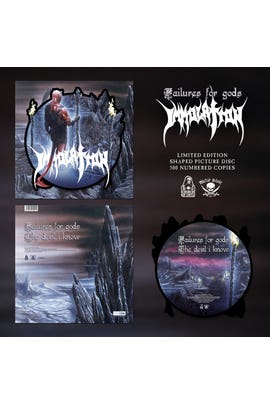 Failures for gods
IMMOLATION
LIMITED EDITION
SHAPED PICTURE DISC
500 NUMBERED COPIES
IMMOLATION
Failures for gods
The devil i know
Failures for gods
The devil i know